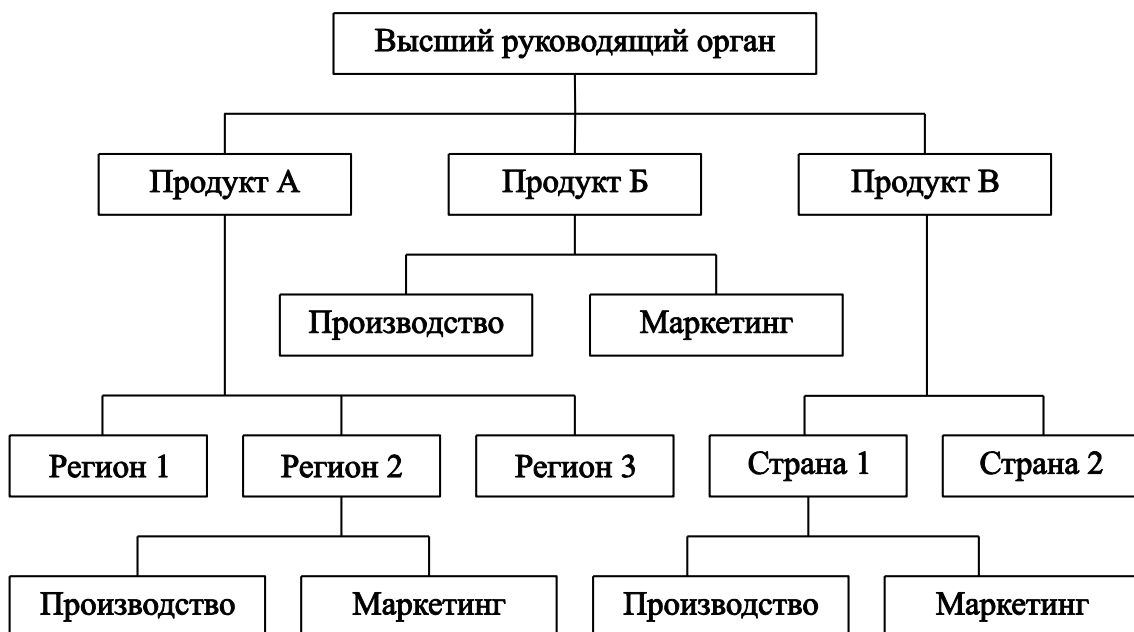 Высший руководящий орган
Продукт А
Продукт Б
Продукт В
Производство
Маркетинг
Регион 1
Регион 2
Регион 3
Страна 1
Страна 2
Производство
Маркетинг
Производство
Маркетинг